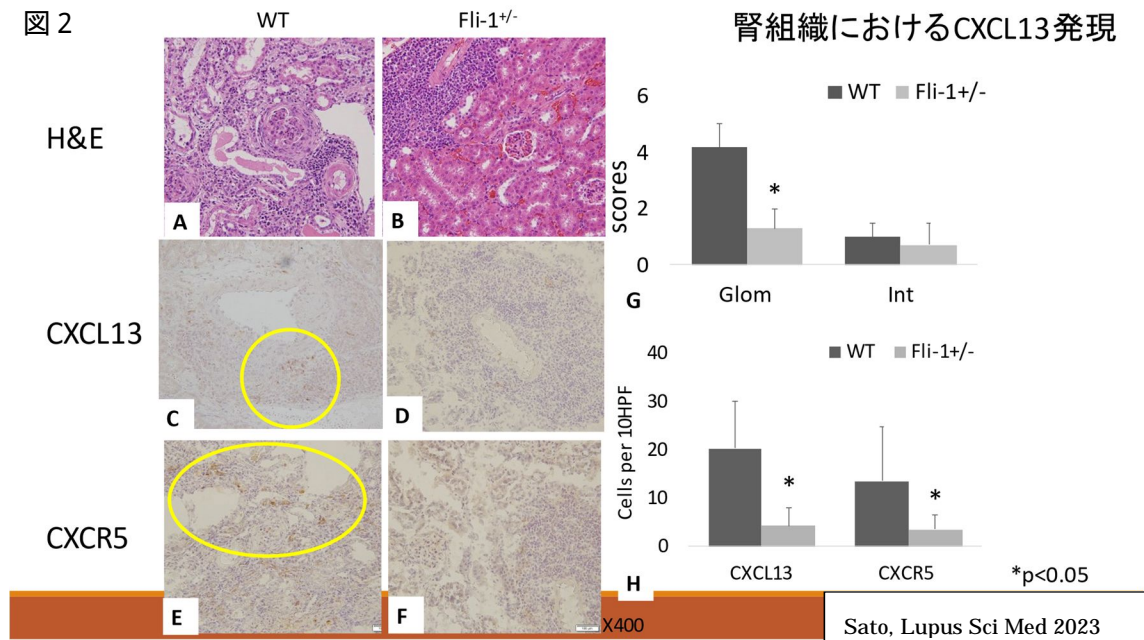 図２
WT
Fli-1+/-
腎組織におけるCXCL13発現
H&E
A
B
CXCL13
C
D
CXCR5
E
F
X400
WT
Fli-1+/-
6
4
2
0
scores
*
Glom
Int
G
WT
Fli-1+/-
40
30
20
10
0
Cells per 10HPF
*
*
CXCL13
CXCR5
H
*p<0.05
Sato, Lupus Sci Med 2023